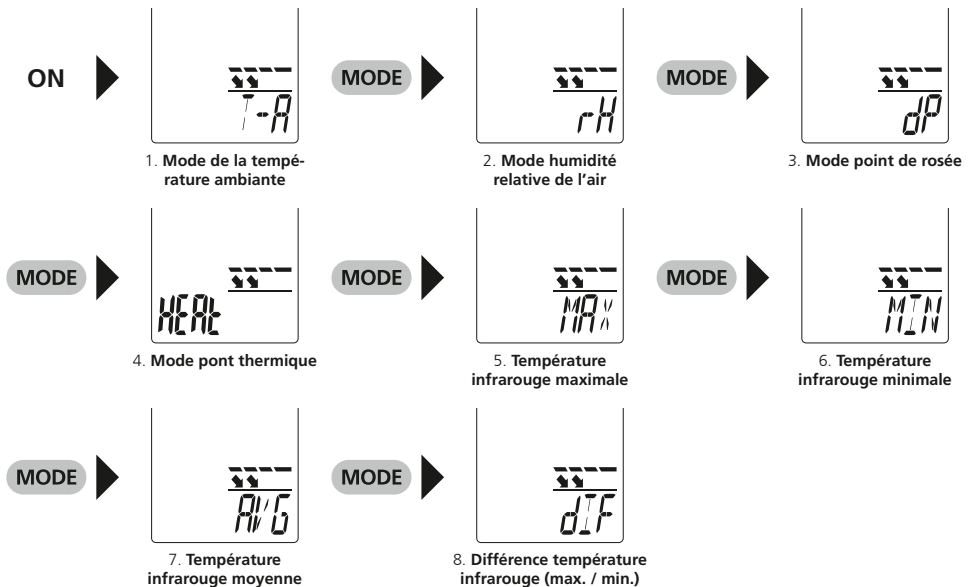 ON
T-A
1. Mode de la tempé-
rature ambiante
MODE
rH
2. Mode humidité
relative de l'air
MODE
dP
3. Mode point de rosée
MODE
HEAt
4. Mode pont thermique
MODE
MAX
5. Température
infrarouge maximale
MODE
MIN
6. Température
infrarouge minimale
MODE
AVG
7. Température
infrarouge moyenne
MODE
dIF
8. Différence température
infrarouge (max. / min.)